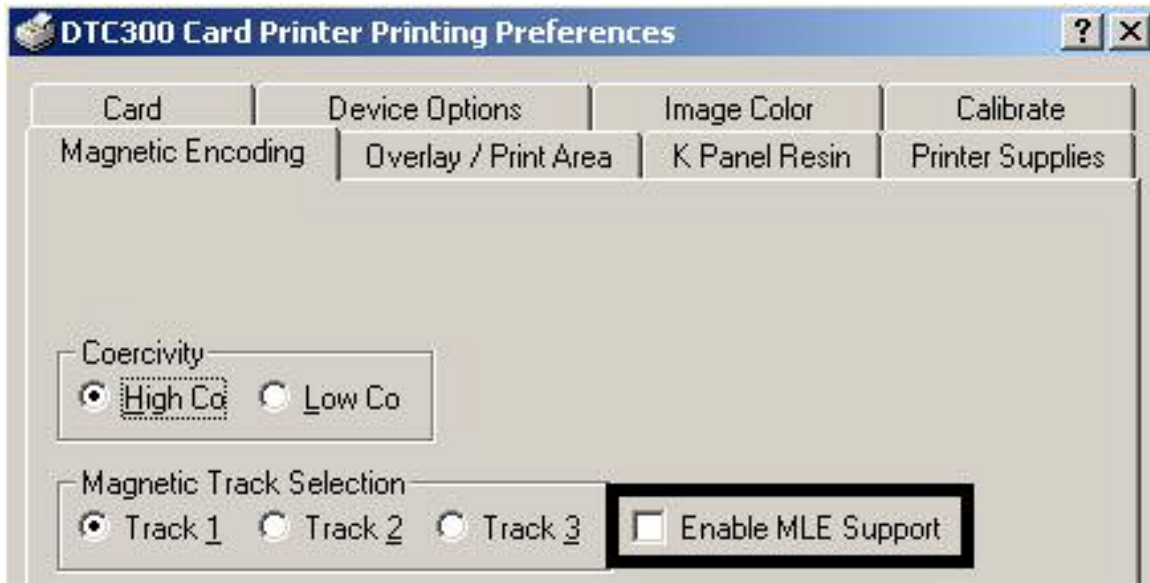 DTC300 Card Printer Printing Preferences
Card Device Options Image Color Calibrate
Magnetic Encoding Overlay / Print Area K Panel Resin Printer Supplies
Coercivity
High Co Low Co
Magnetic Track Selection
Track 1 Track 2 Track 3 Enable MLE Support